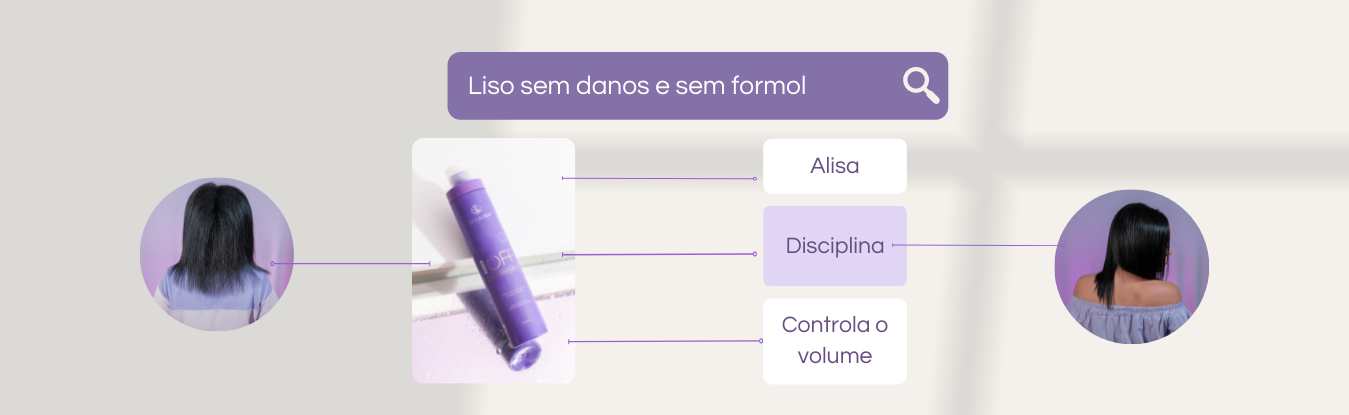 Liso sem danos e sem formol
Alisa
Disciplina
Controla o
volume